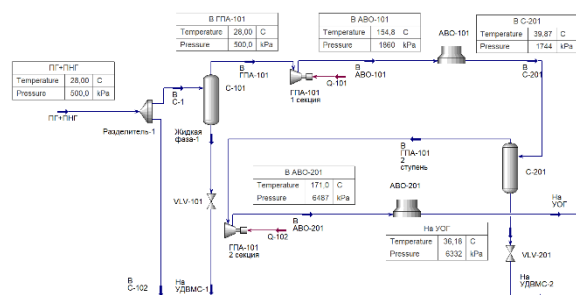 В ГПА-101
Temperature 28,00 C
Pressure 500,0 kPa
В АВО-101
Temperature 154,8 C
Pressure 1860 kPa
АВО-101
В С-201
Temperature 39,87 C
Pressure 1744 kPa
ПГ+ПНГ
Temperature 28,00 C
Pressure 500,0 kPa
ПГ+ПНГ
Разделитель-1
В
С-1
С-101
В
ГПА-101
ГПА-101
1 секция
Q-101
В
АВО-101
В
С-201
Жидкая
фаза-1
VLV-101
В
ГПА-101
2
ступень
С-201
В АВО-201
Temperature 171,0 C
Pressure 6487 kPa
ГПА-101
2 секция
Q-102
В
АВО-201
АВО-201
На УОГ
Temperature 36,18 C
Pressure 6332 kPa
На
УОГ
VLV-201
В
С-102
На
УДВМС-1
На
УДВМС-2